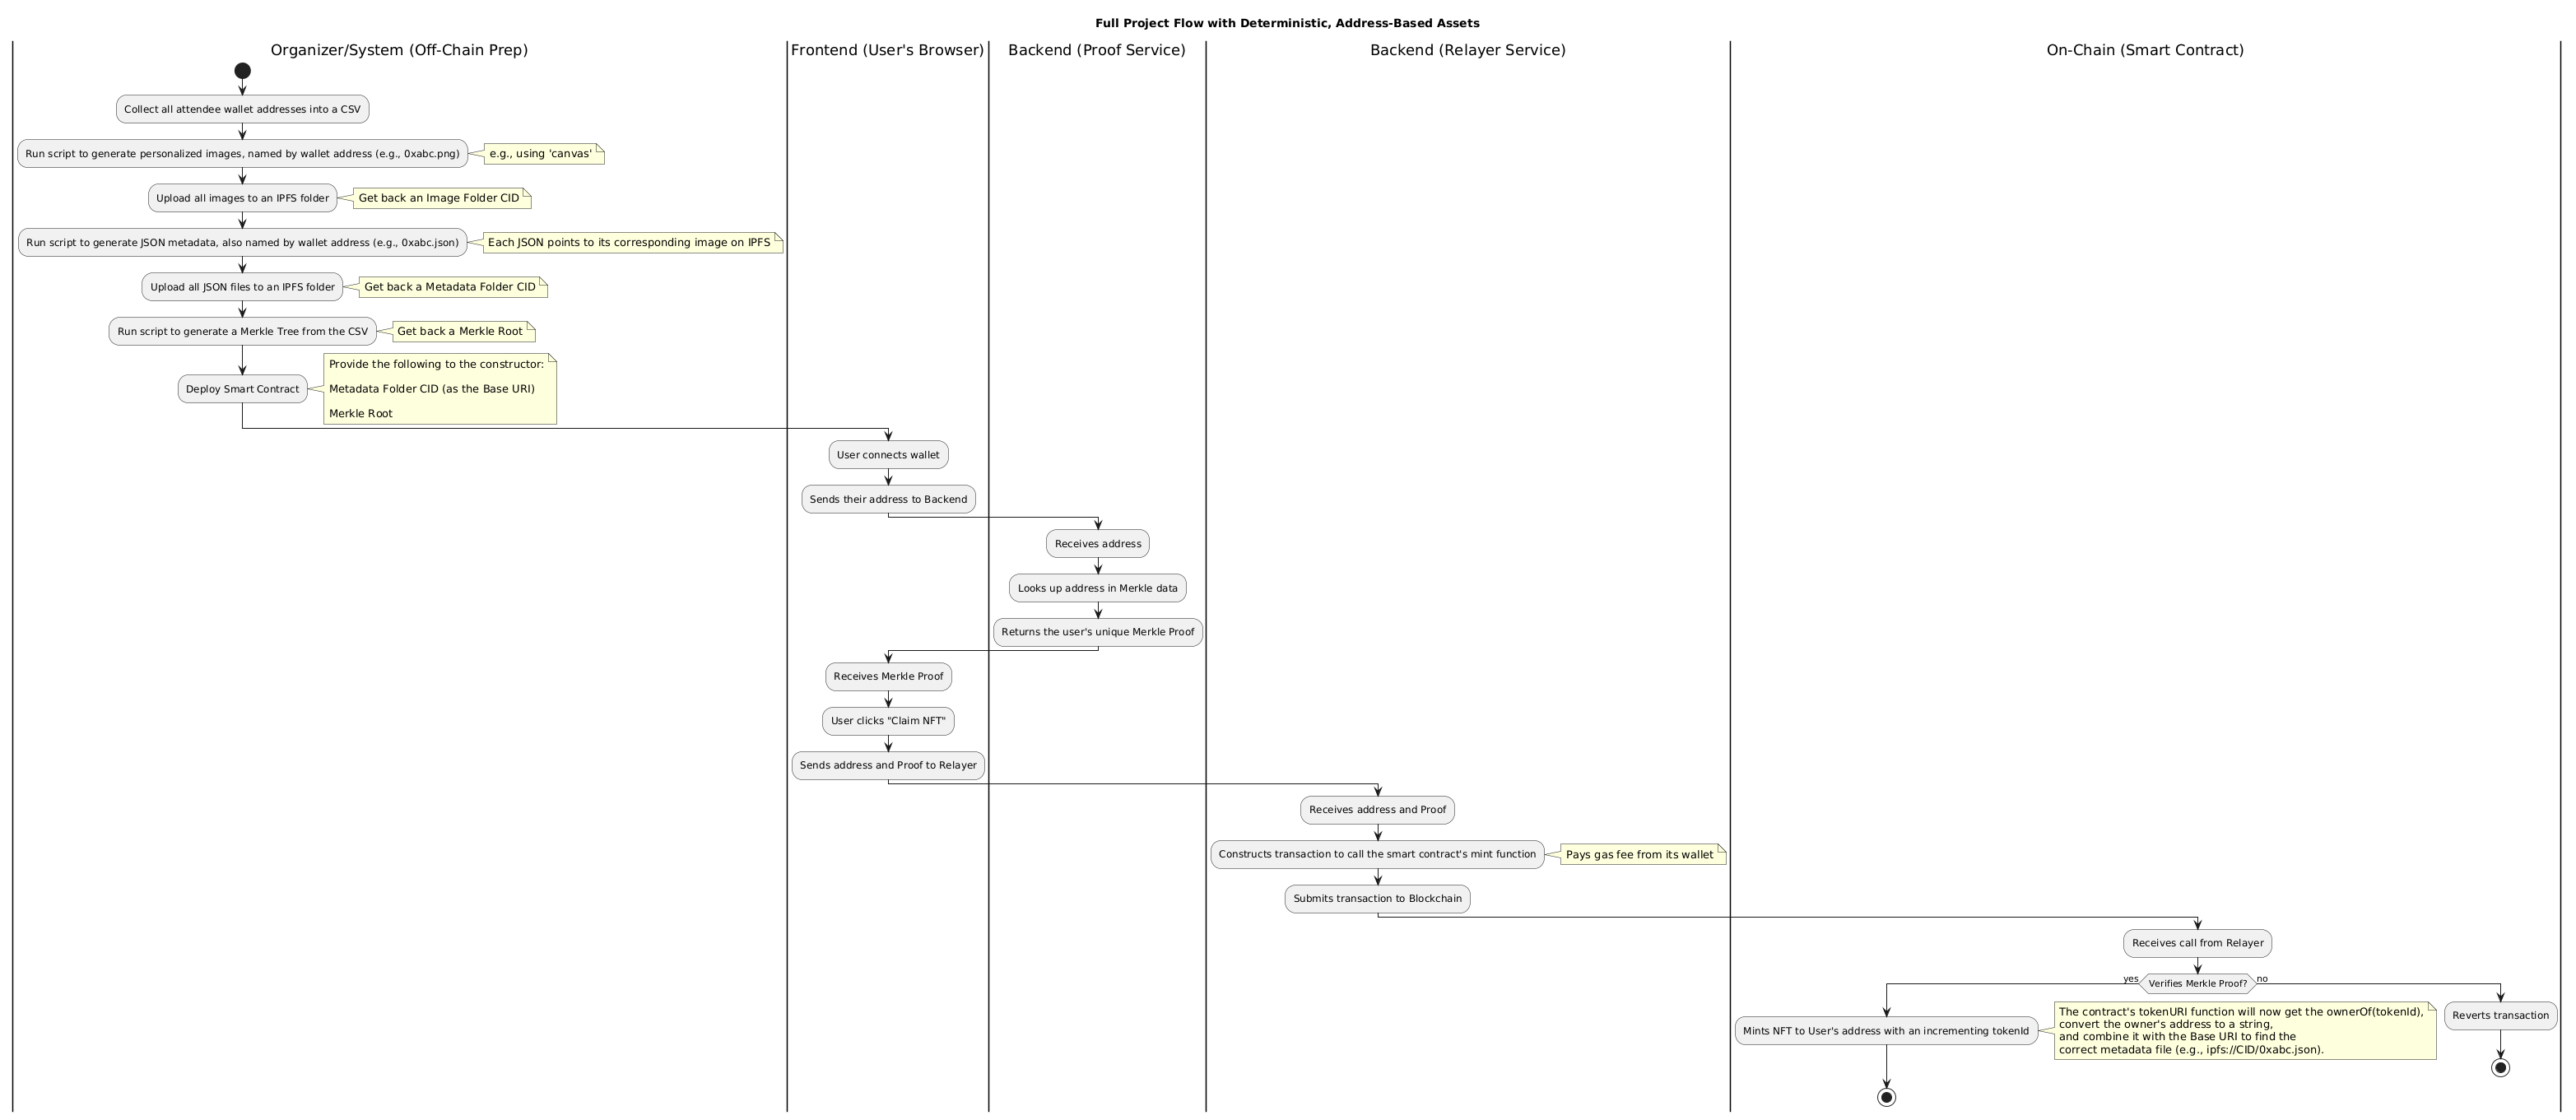 Full Project Flow with Deterministic, Address-Based Assets
Organizer/System (Off-Chain Prep)
Frontend (User's Browser)
Backend (Proof Service)
Backend (Relayer Service)
On-Chain (Smart Contract)
Collect all attendee wallet addresses into a CSV
Run script to generate personalized images, named by wallet address (e.g., 0xabc.png)
e.g., using 'canvas'
Upload all images to an IPFS folder
Get back an Image Folder CID
Run script to generate JSON metadata, also named by wallet address (e.g., 0xabc.json)
Each JSON points to its corresponding image on IPFS
Upload all JSON files to an IPFS folder
Get back a Metadata Folder CID
Run script to generate a Merkle Tree from the CSV
Get back a Merkle Root
Deploy Smart Contract
Provide the following to the constructor:
Metadata Folder CID (as the Base URI)
Merkle Root
User connects wallet
Sends their address to Backend
Receives address
Looks up address in Merkle data
Returns the user's unique Merkle Proof
Receives Merkle Proof
User clicks "Claim NFT"
Sends address and Proof to Relayer
Receives address and Proof
Constructs transaction to call the smart contract's mint function
Pays gas fee from its wallet
Submits transaction to Blockchain
Receives call from Relayer
yes
Verifies Merkle Proof?
no
Mints NFT to User's address with an incrementing tokenId
The contract's tokenURI function will now get the ownerOf(tokenId),
convert the owner's address to a string,
and combine it with the Base URI to find the
correct metadata file (e.g., ipfs://CID/0xabc.json).
Reverts transaction